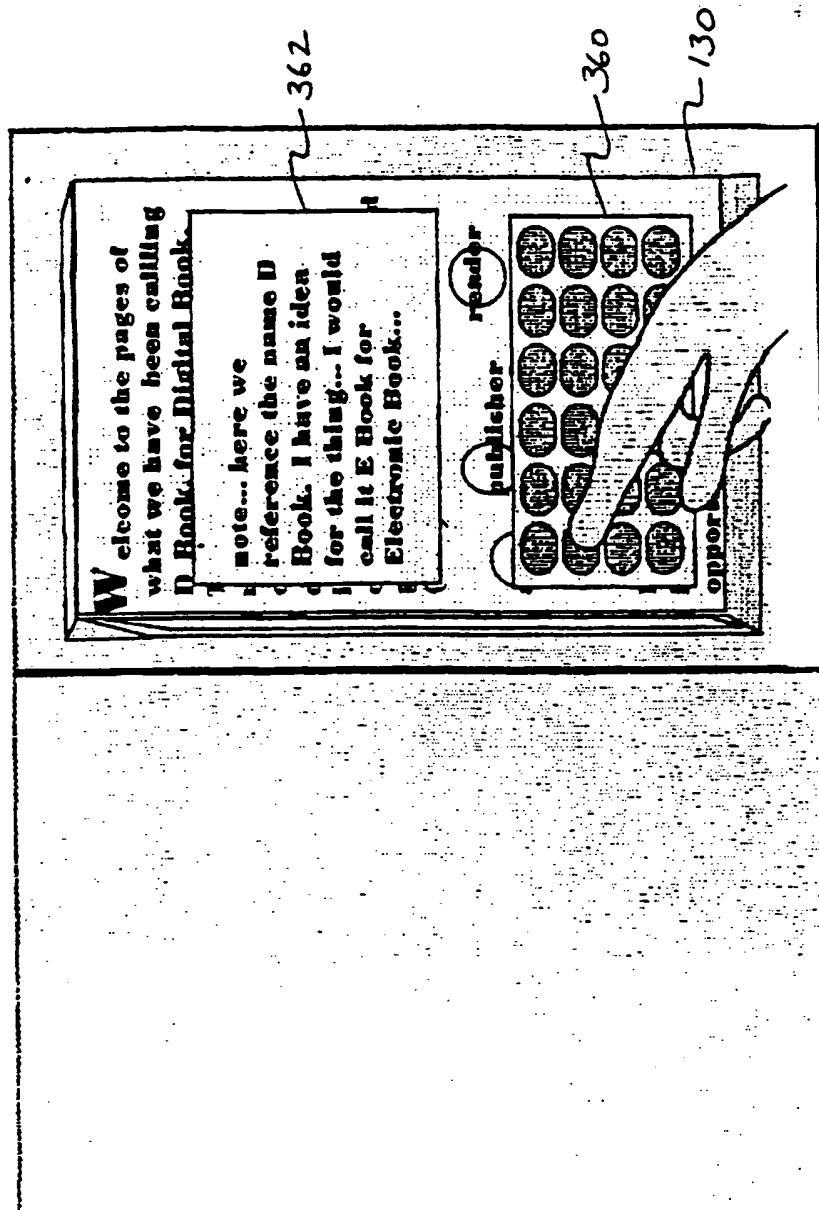 Welcome to the pages of
what we have been calling
D Book for Digital Book.
note... here we
reference the name D
Book. I have an idea
for the thing... I would
call it E Book for
Electronic Book...
publisher
reader
oppor
362
360
130